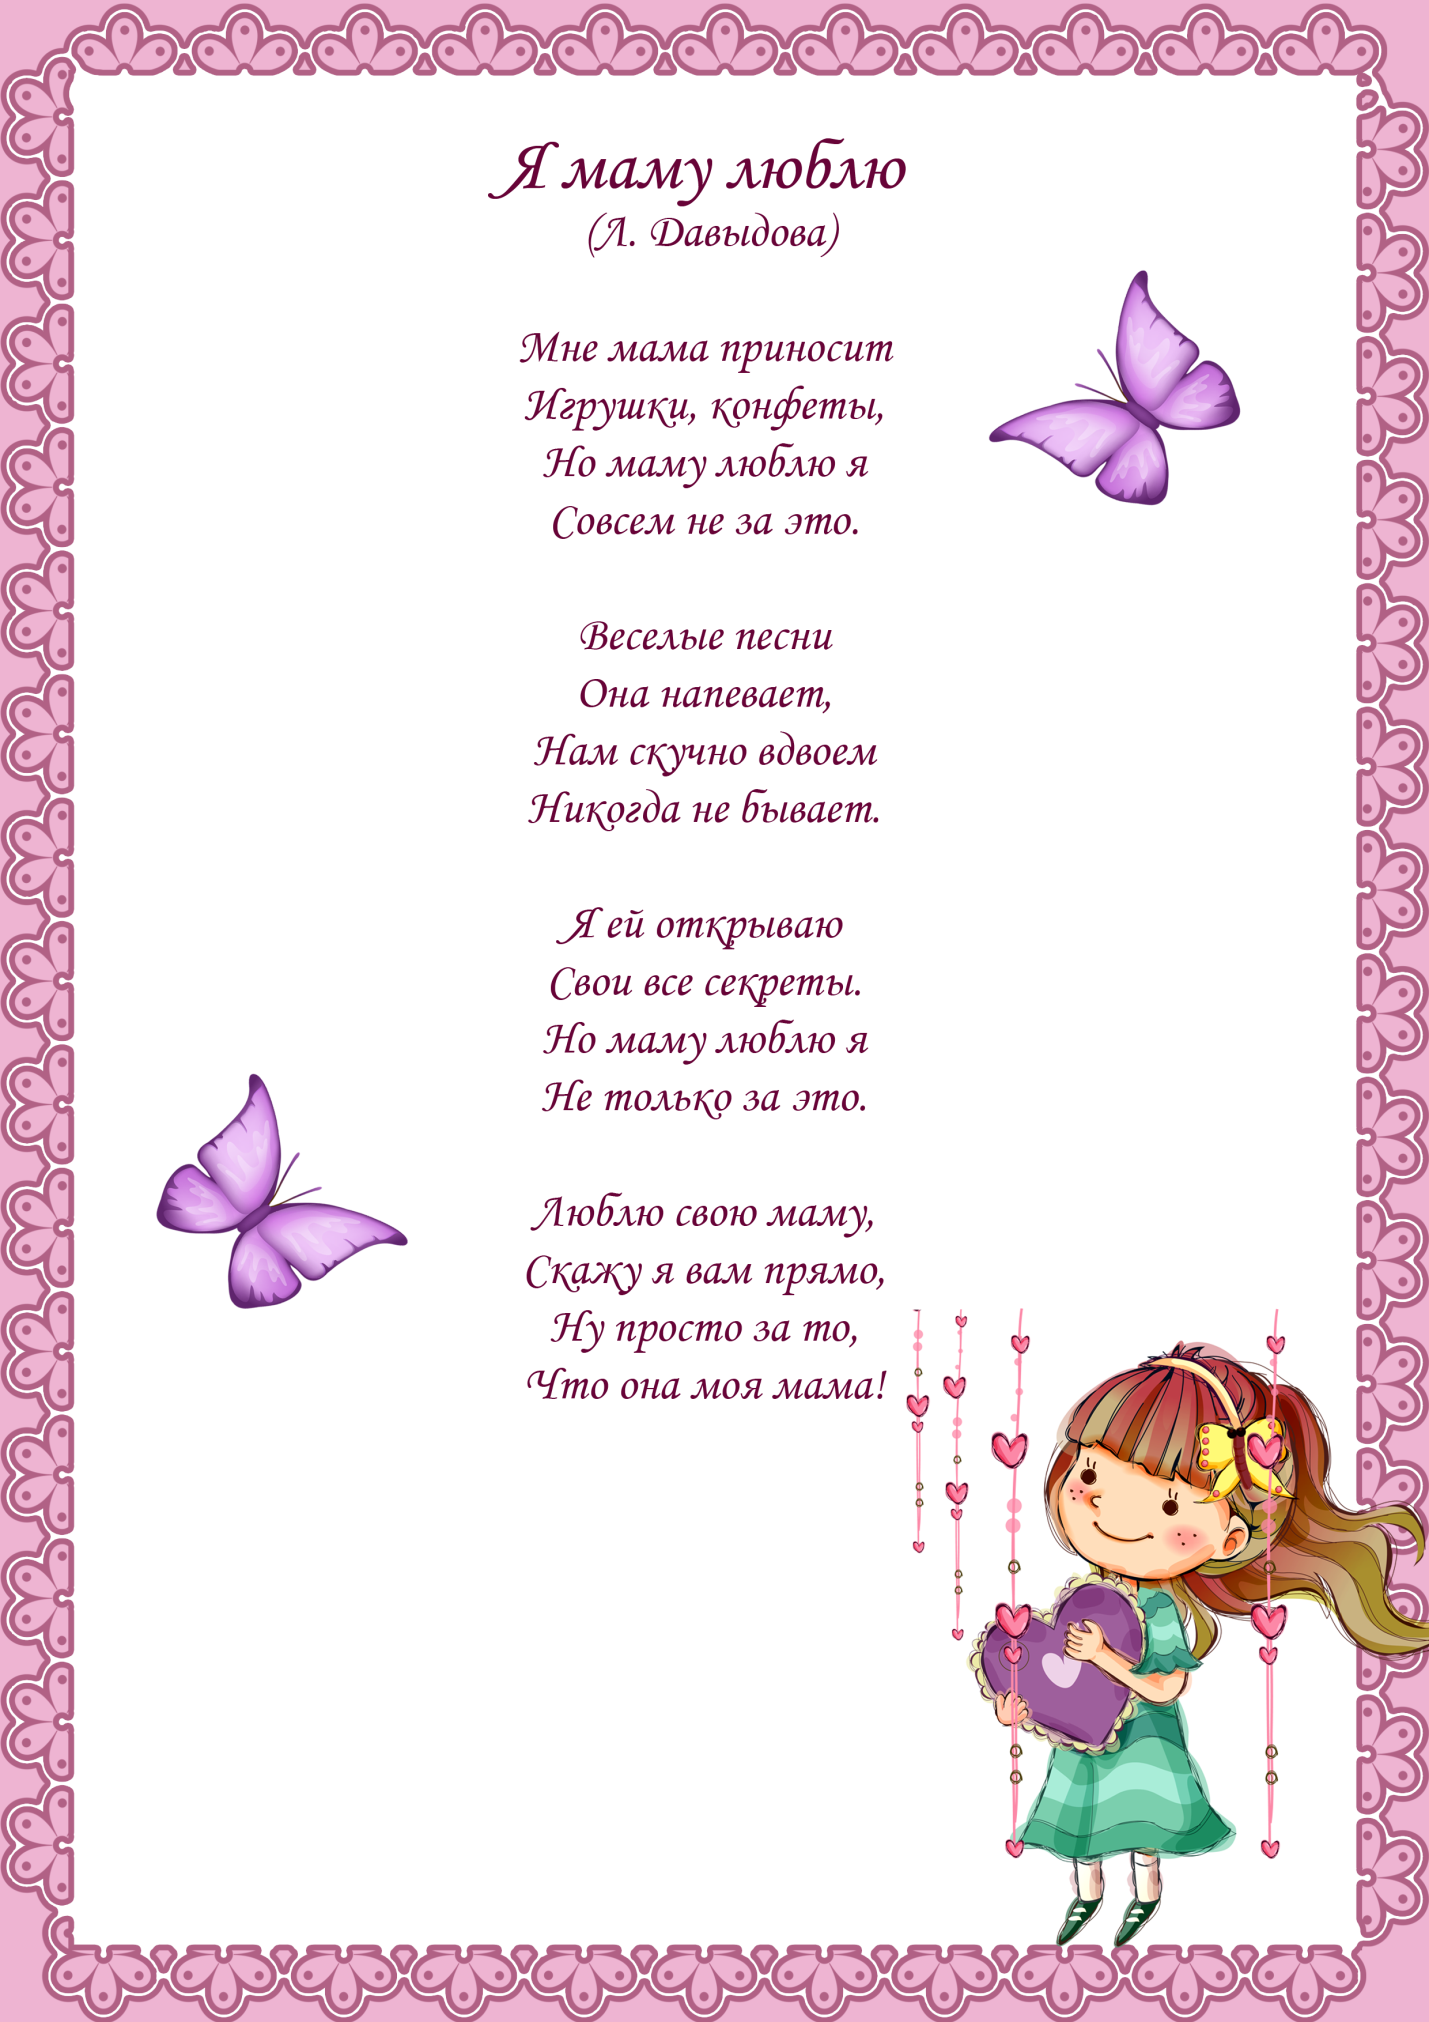 Я маму люблю
(Л. Давыдова)
Мне мама приносит
Игрушки, конфеты,
Но маму люблю я
Совсем не за это.
Веселые песни
Она напевает,
Нам скучно вдвоем
Никогда не бывает.
Я ей открываю
Свои все секреты.
Но маму люблю я
Не только за это.
Люблю свою маму,
Скажу я вам прямо,
Ну просто за то,
Что она моя мама!